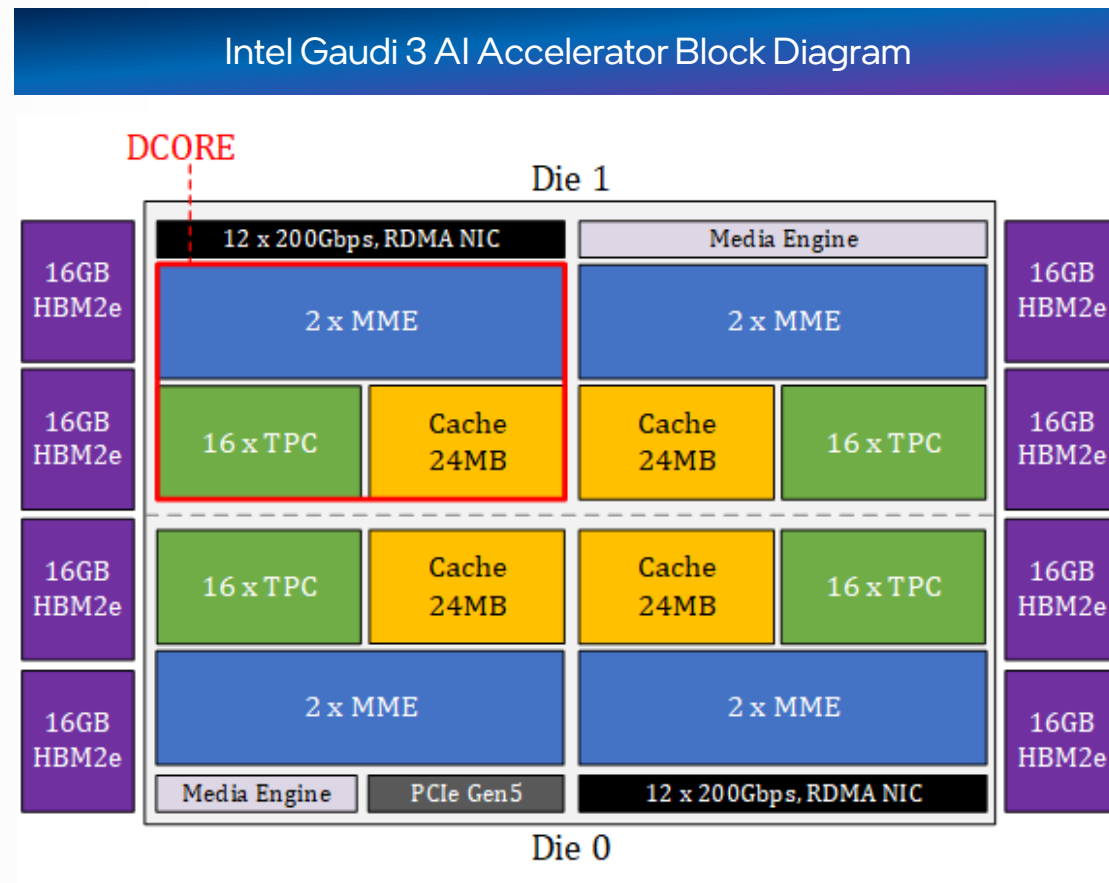 Intel Gaudi 3 AI Accelerator Block Diagram
DCORE
Die 1
12 x 200Gbps, RDMA NIC
Media Engine
16GB
HBM2e
2 x MME
2 x MME
16GB
HBM2e
16GB
HBM2e
16 x TPC
Cache
24MB
Cache
24MB
16 x TPC
16GB
HBM2e
16GB
HBM2e
16 x TPC
Cache
24MB
Cache
24MB
16 x TPC
16GB
HBM2e
16GB
HBM2e
2 x MME
2 x MME
16GB
HBM2e
Media Engine
PCIe Gen5
12 x 200Gbps, RDMA NIC
Die 0